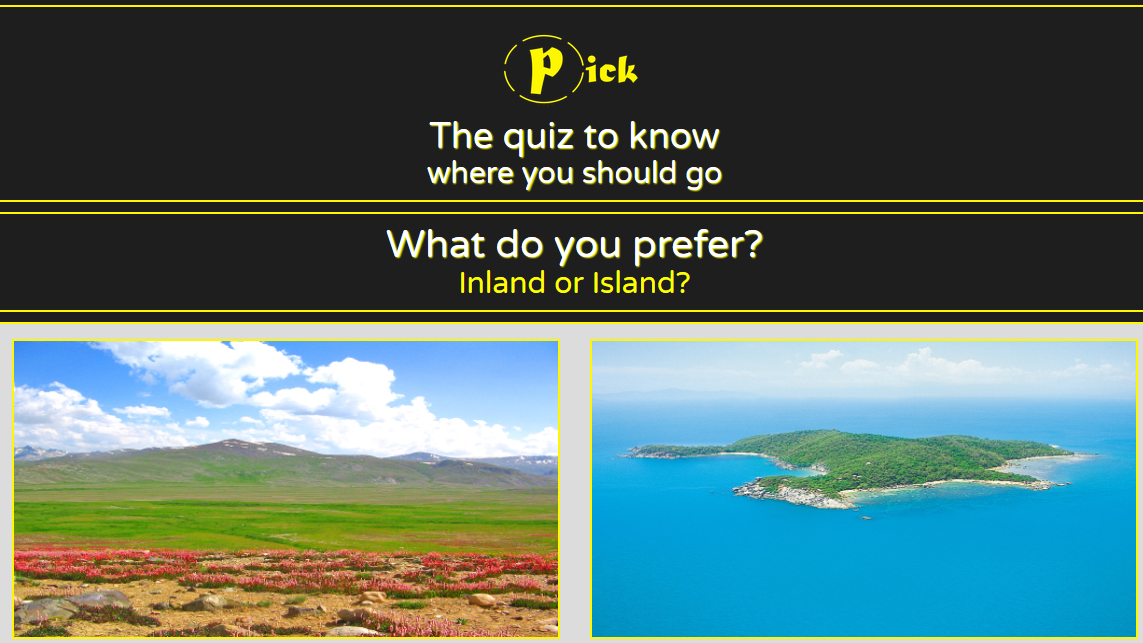 Pick
The quiz to know
where you should go
What do you prefer?
Inland or Island?